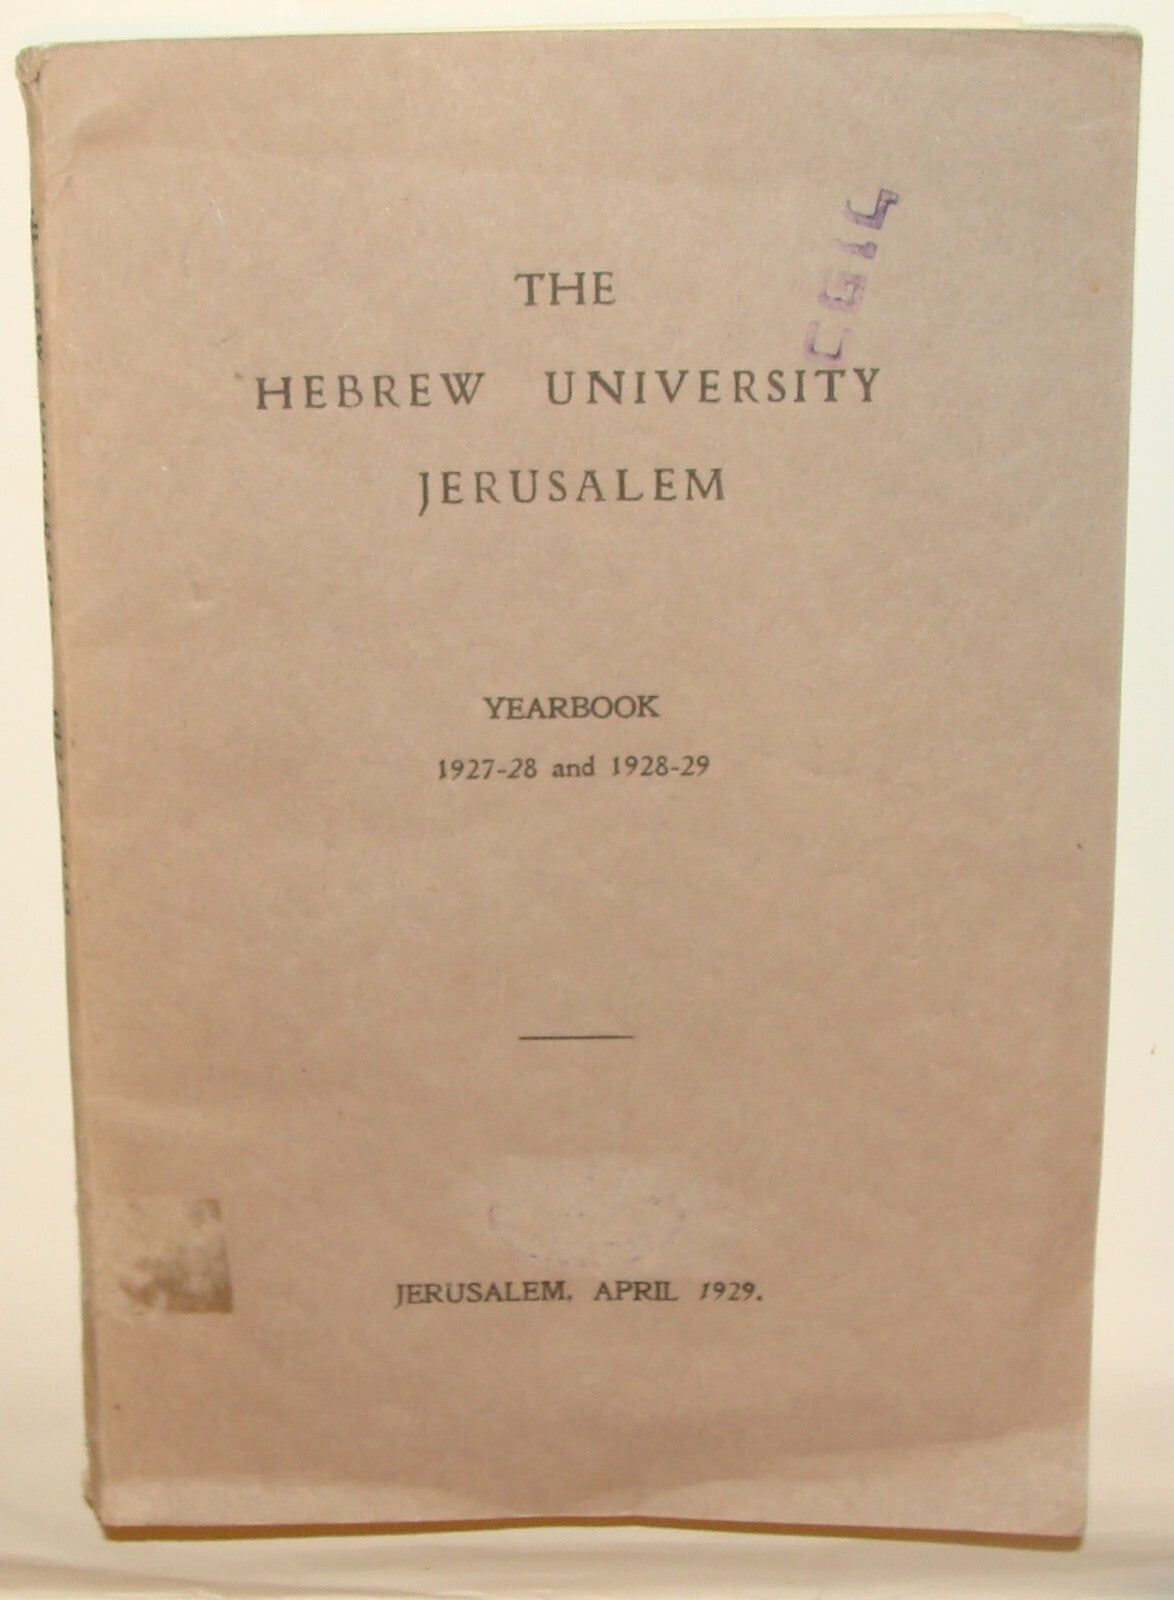 THE
HEBREW UNIVERSITY
JERUSALEM
YEARBOOK
1927-28 and 1928-29
JERUSALEM, APRIL 1929.